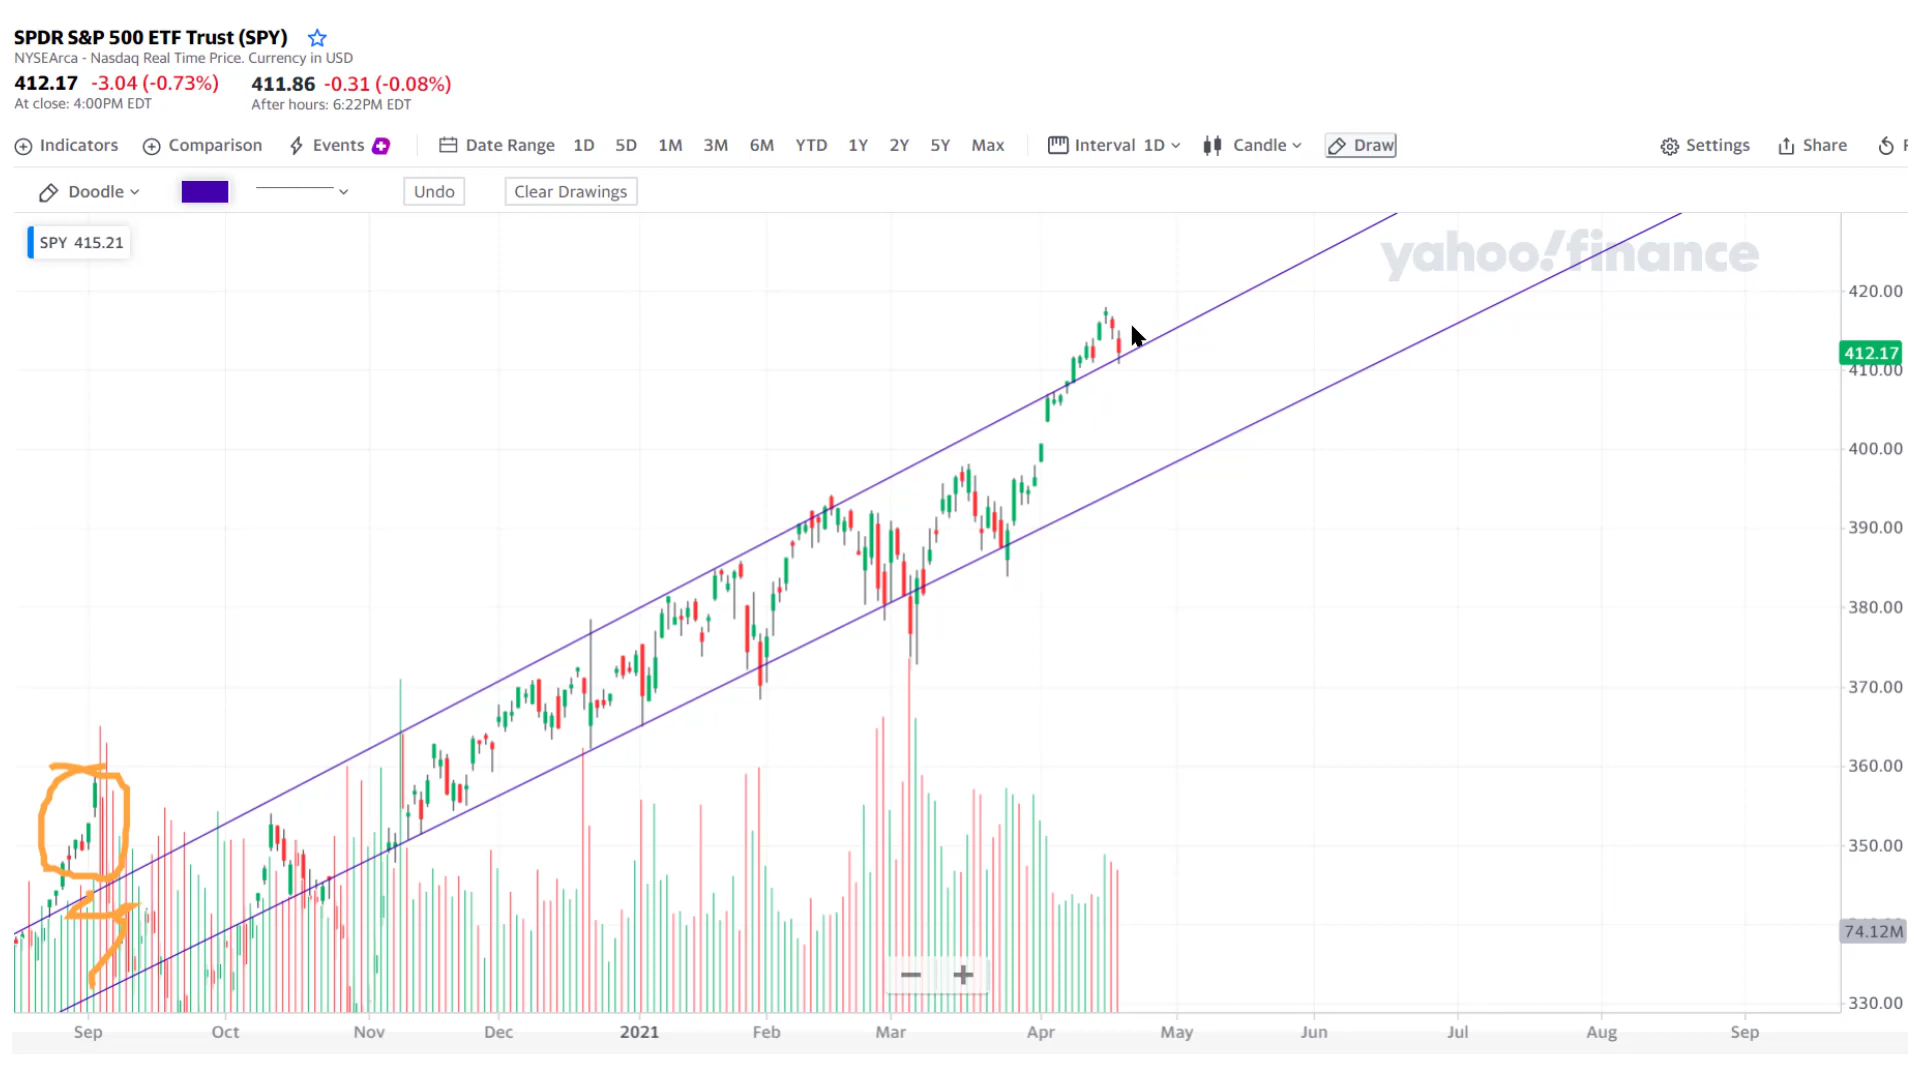 SPDR S&P 500 ETF Trust (SPY)
NYSEArca - Nasdaq Real Time Price. Currency in USD
412.17 -3.04 (-0.73%) 411.86 -0.31 (-0.08%)
At close: 4:00PM EDT After hours: 6:22PM EDT
Indicators Comparison Events Date Range 1D 5D 1M 3M 6M YTD 1Y 2Y 5Y Max Interval 1D Candle Draw Settings Share
Doodle Undo Clear Drawings
SPY 415.21
yahoo!finance
420.00
412.17
410.00
400.00
390.00
380.00
370.00
360.00
350.00
74.12M
330.00
Sep Oct Nov Dec 2021 Feb Mar Apr May Jun Jul Aug Sep